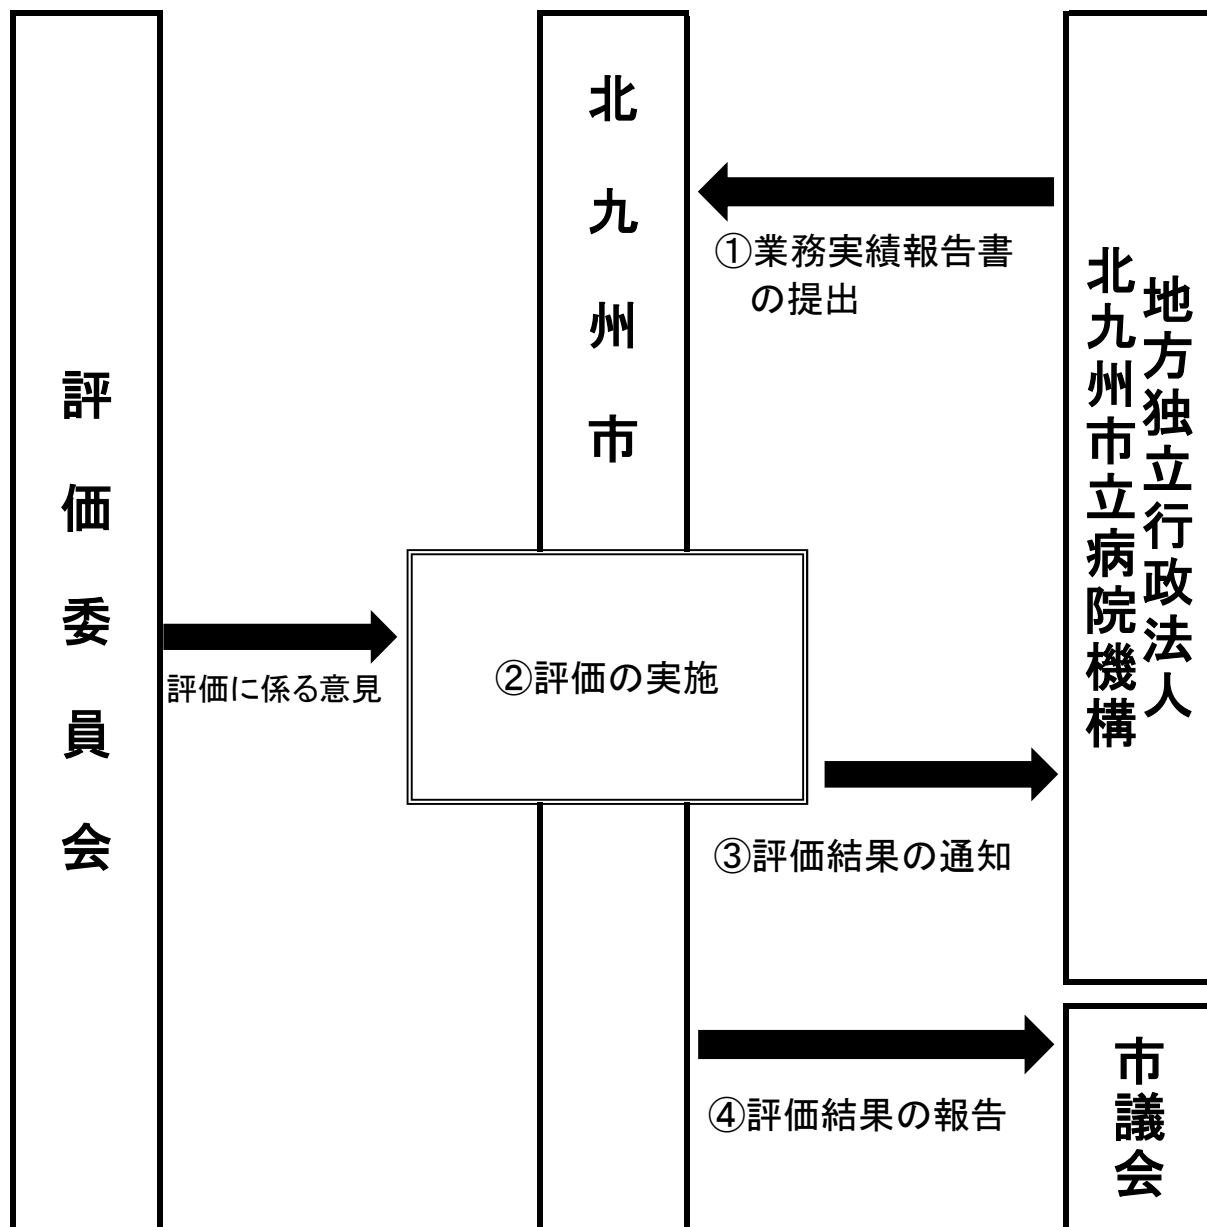 評価委員会
北九州市
①業務実績報告書
の提出
地方独立行政法人
北九州市立病院機構
評価に係る意見
②評価の実施
③評価結果の通知
④評価結果の報告
市議会